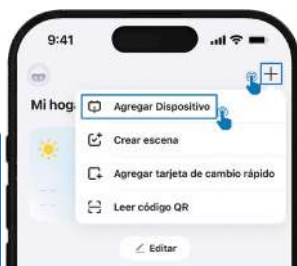 9:41
Mi hog
Agregar Dispositivo
Crear escena
Agregar tarjeta de cambio rápido
Leer código QR
Editar